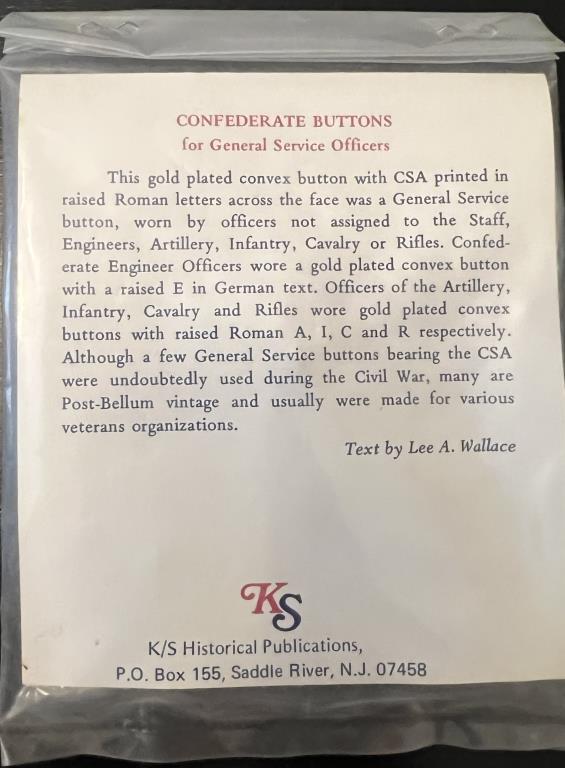 CONFEDERATE BUTTONS
for General Service Officers
This gold plated convex button with CSA printed in
raised Roman letters across the face was a General Service
button, worn by officers not assigned to the Staff,
Engineers, Artillery, Infantry, Cavalry or Rifles. Confed-
erate Engineer Officers wore a gold plated convex button
with a raised E in German text. Officers of the Artillery,
Infantry, Cavalry and Rifles wore gold plated convex
buttons with raised Roman A, I, C and R respectively.
Although a few General Service buttons bearing the CSA
were undoubtedly used during the Civil War, many are
Post-Bellum vintage and usually were made for various
veterans organizations.
Text by Lee A. Wallace
KS
K/S Historical Publications,
P.O. Box 155, Saddle River, N.J. 07458